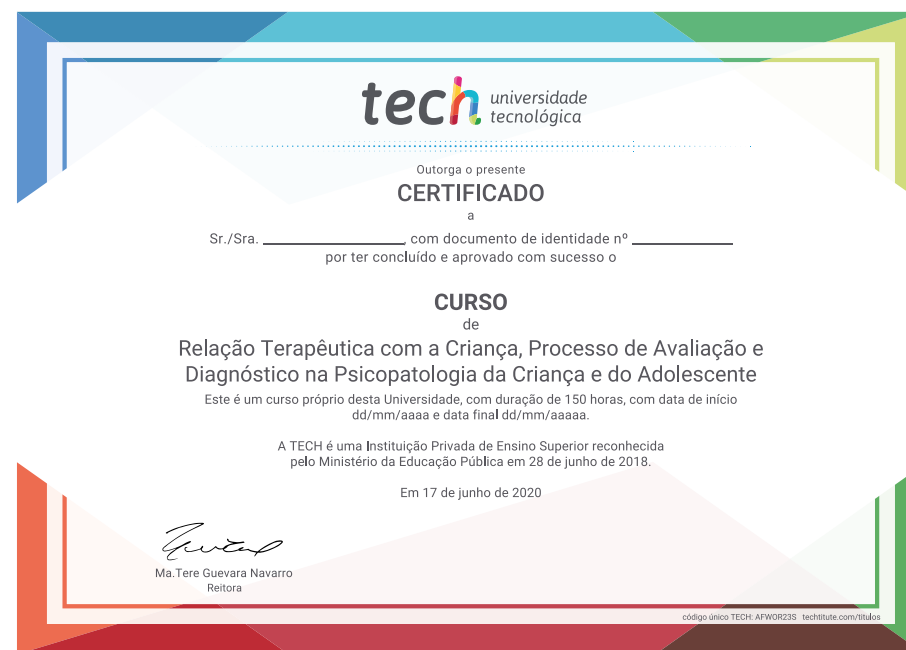 tech universidade
tecnológica
Outorga o presente
CERTIFICADO
a
Sr./Sra. ____________________, com documento de identidade nº ______________
por ter concluído e aprovado com sucesso o
CURSO
de
Relação Terapêutica com a Criança, Processo de Avaliação e
Diagnóstico na Psicopatologia da Criança e do Adolescente
Este é um curso próprio desta Universidade, com duração de 150 horas, com data de início
dd/mm/aaaa e data final dd/mm/aaaaa.
A TECH é uma Instituição Privada de Ensino Superior reconhecida
pelo Ministério da Educação Pública em 28 de junho de 2018.
Em 17 de junho de 2020
Ma.Tere Guevara Navarro
Reitora
código único TECH: AFWOR23S techtitute.com/titulos